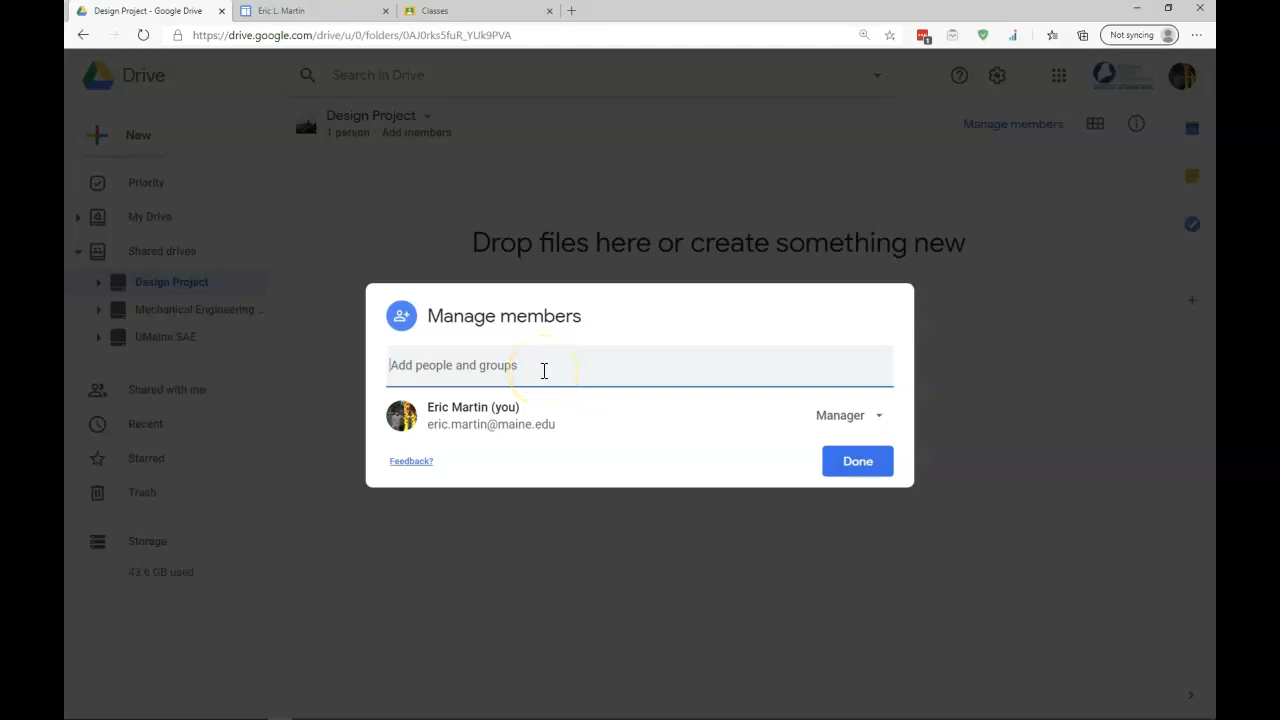 Design Project - Google Drive
Eric L. Martin
Classes
https://drive.google.com/drive/u/0/folders/0AJ0rks5fuR_YUk9PVA
1
Not syncing
Drive
Search in Drive
New
Design Project
1 person · Add members
Manage members
Priority
My Drive
Shared drives
Design Project
Mechanical Engineering ...
UMaine SAE
Shared with me
Recent
Starred
Trash
Storage
43.6 GB used
Drop files here or create something new
Manage members
Add people and groups
Eric Martin (you)
eric.martin@maine.edu
Manager
Feedback?
Done